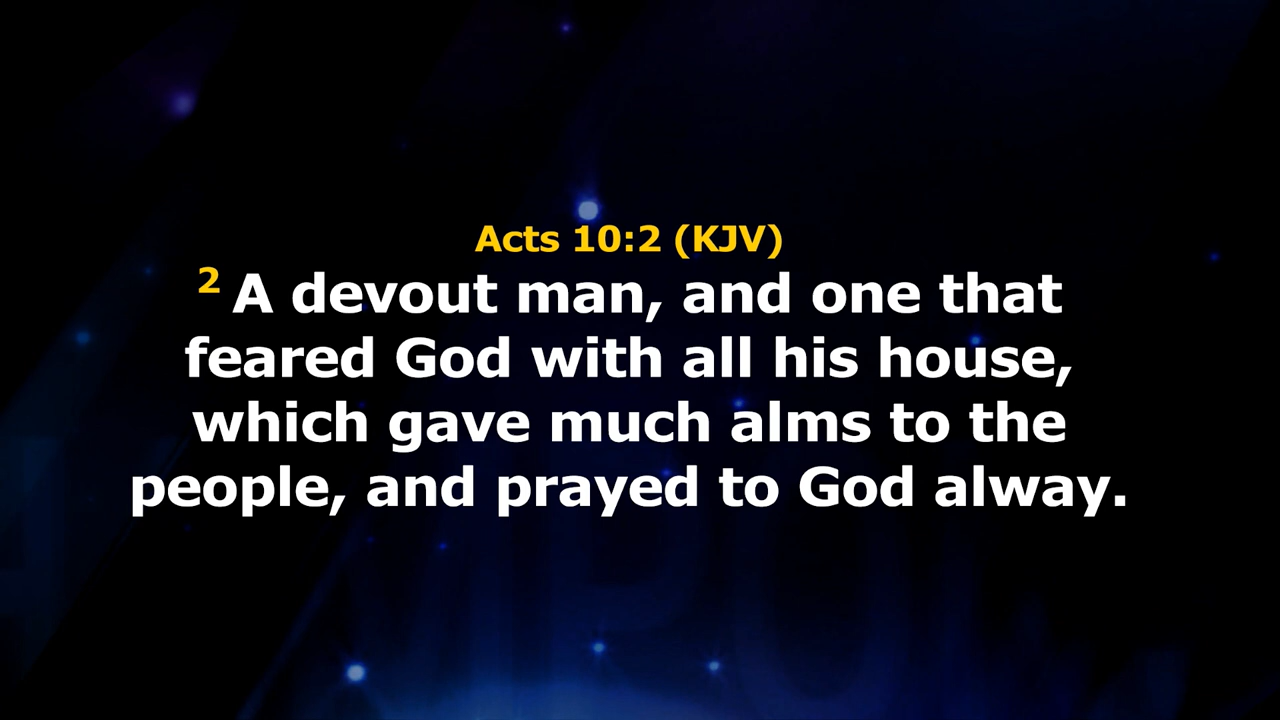 Acts 10:2 (KJV)
2 A devout man, and one that
feared God with all his house,
which gave much alms to the
people, and prayed to God alway.